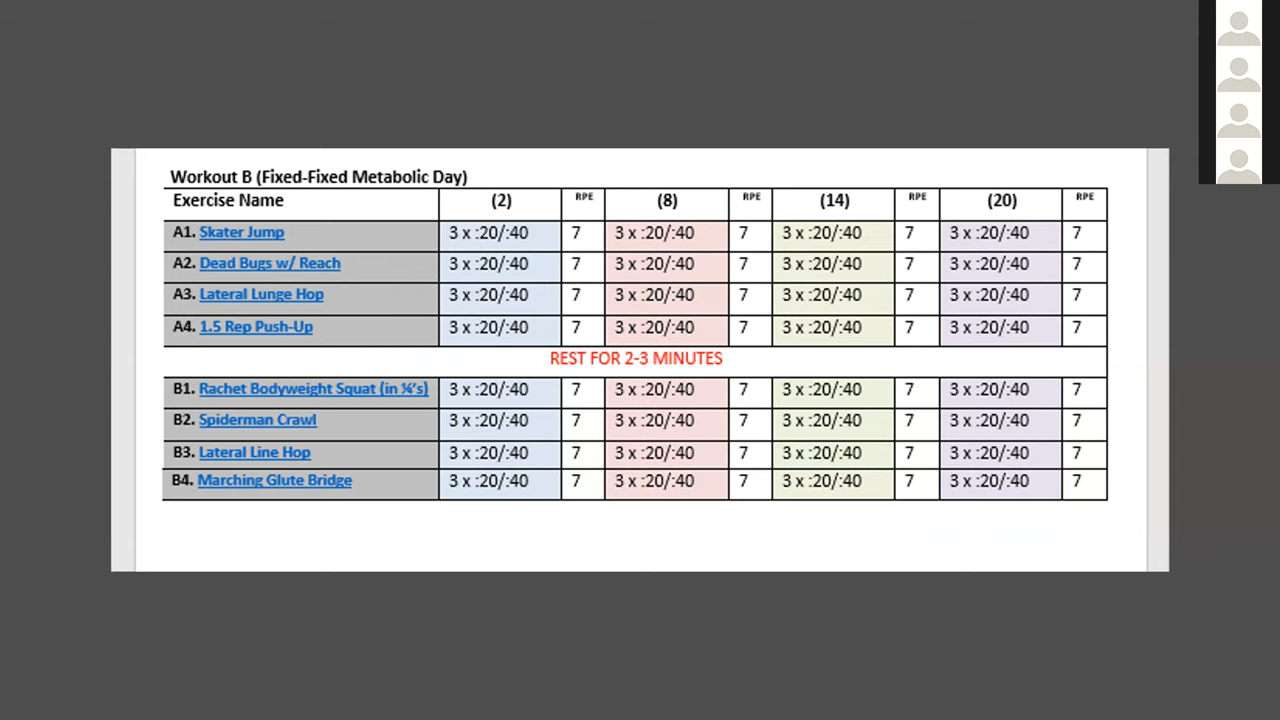 Workout B (Fixed-Fixed Metabolic Day)
Exercise Name (2) RPE (8) RPE (14) RPE (20) RPE
A1. Skater Jump 3 x :20/:40 7 3 x :20/:40 7 3 x :20/:40 7 3 x :20/:40 7
A2. Dead Bugs w/ Reach 3 x :20/:40 7 3 x :20/:40 7 3 x :20/:40 7 3 x :20/:40 7
A3. Lateral Lunge Hop 3 x :20/:40 7 3 x :20/:40 7 3 x :20/:40 7 3 x :20/:40 7
A4. 1.5 Rep Push-Up 3 x :20/:40 7 3 x :20/:40 7 3 x :20/:40 7 3 x :20/:40 7
REST FOR 2-3 MINUTES
B1. Rachet Bodyweight Squat (in ¼'s) 3 x :20/:40 7 3 x :20/:40 7 3 x :20/:40 7 3 x :20/:40 7
B2. Spiderman Crawl 3 x :20/:40 7 3 x :20/:40 7 3 x :20/:40 7 3 x :20/:40 7
B3. Lateral Line Hop 3 x :20/:40 7 3 x :20/:40 7 3 x :20/:40 7 3 x :20/:40 7
B4. Marching Glute Bridge 3 x :20/:40 7 3 x :20/:40 7 3 x :20/:40 7 3 x :20/:40 7